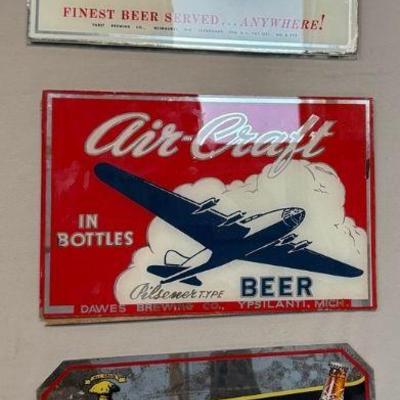 FINEST BEER SERVED...ANYWHERE!
Air-Craft
IN
BOTTLES
Pilsener TYPE
BEER
DAWES BREWING CO., YPSILANTI, MICH.